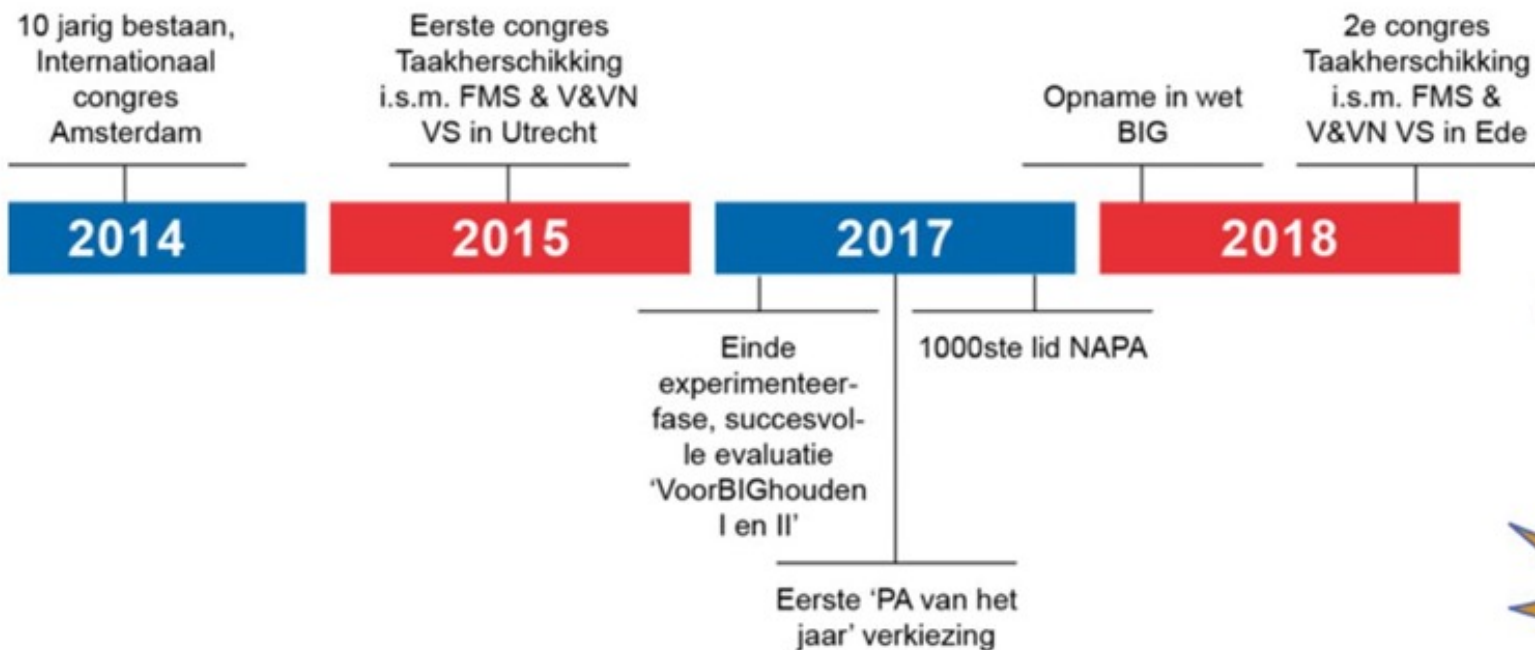 10 jarig bestaan,
Internationaal
congres
Amsterdam
Eerste congres
Taakherschikking
i.s.m. FMS & V&VN
VS in Utrecht
Opname in wet
BIG
2e congres
Taakherschikking
i.s.m. FMS &
V&VN VS in Ede
2014
2015
2017
2018
Einde
experimenteer-
fase, succesvol-
le evaluatie
‘VoorBIGhouden
I en II’
1000ste lid NAPA
Eerste ‘PA van het
jaar’ verkiezing